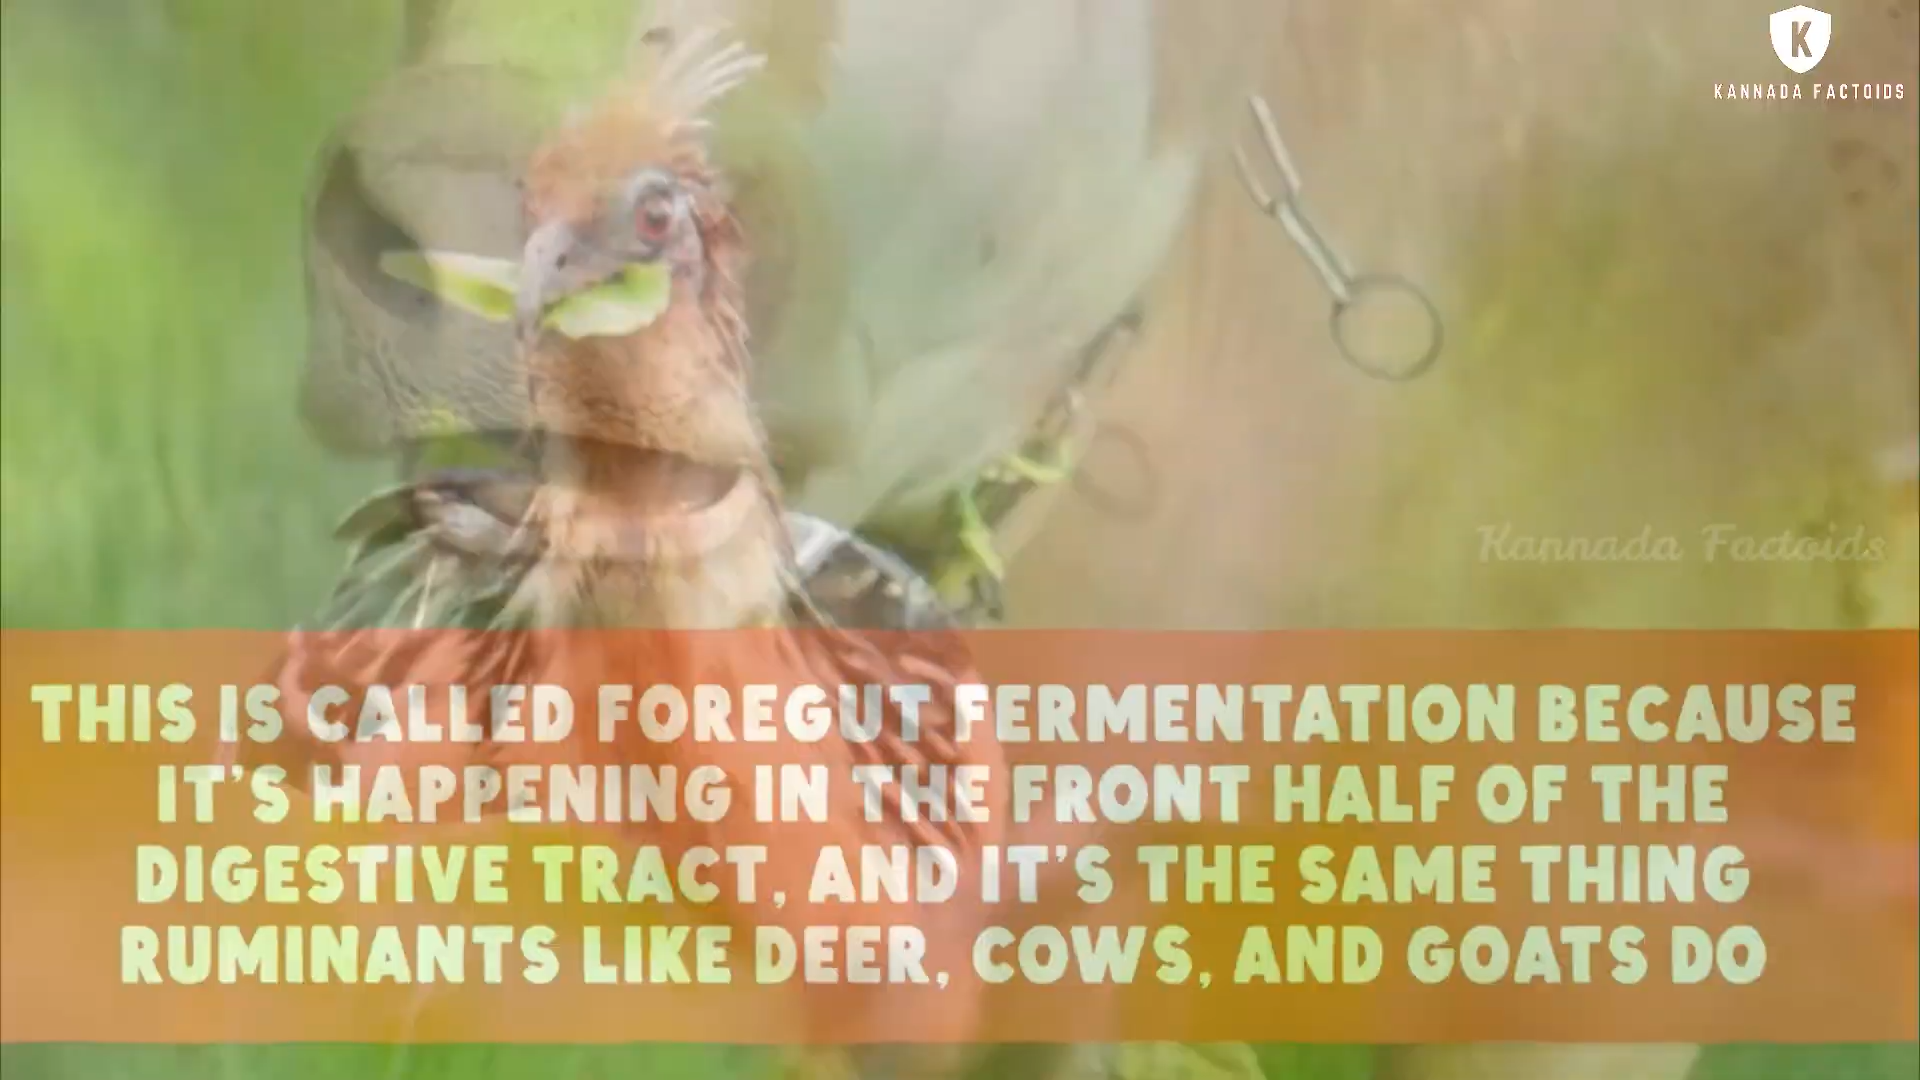 K
KANNADA FACTOIDS
Kannada Factoids
THIS IS CALLED FOREGUT FERMENTATION BECAUSE
IT'S HAPPENING IN THE FRONT HALF OF THE
DIGESTIVE TRACT, AND IT'S THE SAME THING
RUMINANTS LIKE DEER, COWS, AND GOATS DO